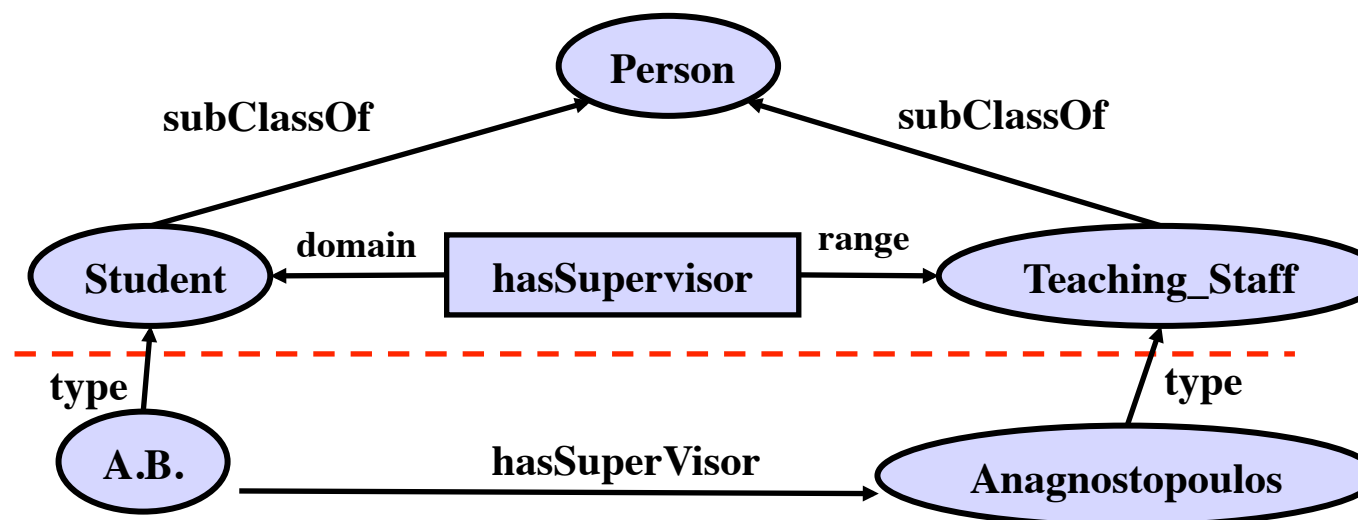 Person
subClassOf
subClassOf
domain
range
Student
hasSupervisor
Teaching_Staff
type
type
A.B.
hasSuperVisor
Anagnostopoulos